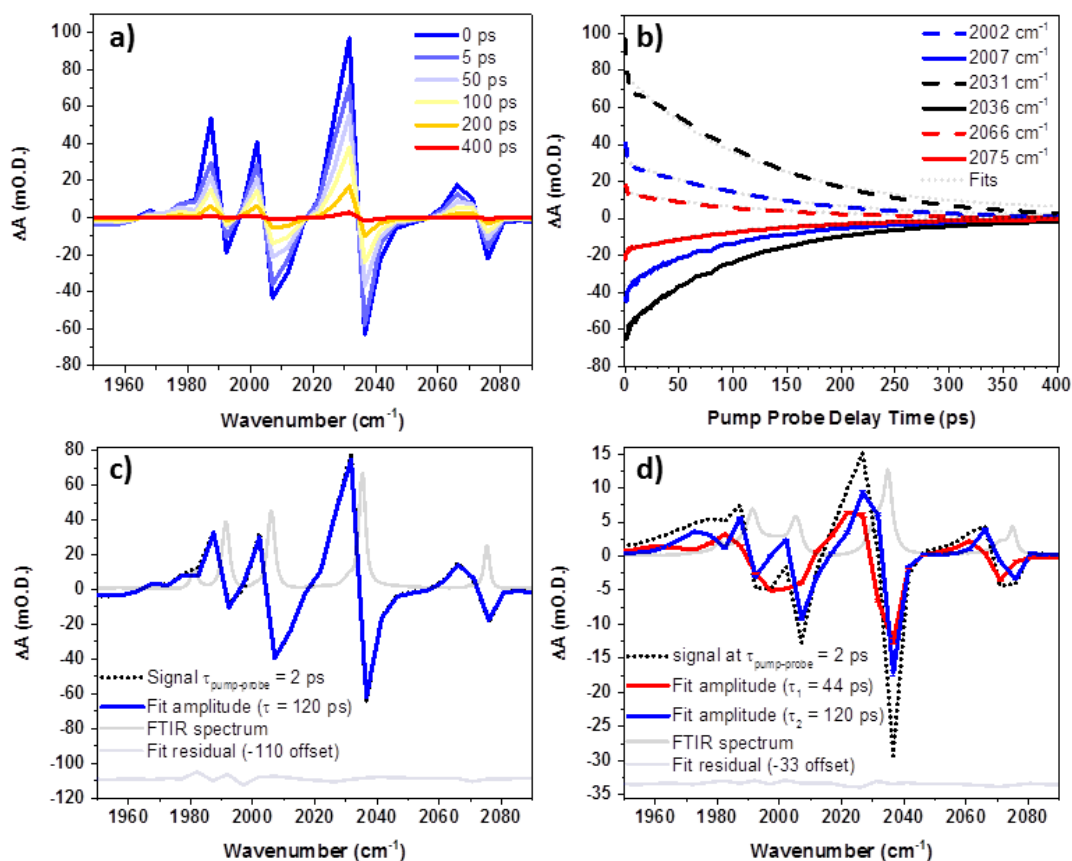 a)
0 ps
5 ps
50 ps
100 ps
200 ps
400 ps
100
80
60
40
20
0
-20
-40
-60
-80
ΔA (mO.D.)
1960 1980 2000 2020 2040 2060 2080
Wavenumber (cm⁻¹)
b)
2002 cm⁻¹
2007 cm⁻¹
2031 cm⁻¹
2036 cm⁻¹
2066 cm⁻¹
2075 cm⁻¹
Fits
100
80
60
40
20
0
-20
-40
-60
-80
ΔA (mO.D.)
0 50 100 150 200 250 300 350 400
Pump Probe Delay Time (ps)
c)
80
60
40
20
0
-20
-40
-60
-80
-100
-120
ΔA (mO.D.)
Signal τpump-probe = 2 ps
Fit amplitude (τ = 120 ps)
FTIR spectrum
Fit residual (-110 offset)
1960 1980 2000 2020 2040 2060 2080
Wavenumber (cm⁻¹)
d)
15
10
5
0
-5
-10
-15
-20
-25
-30
-35
ΔA (mO.D.)
signal at τpump-probe = 2 ps
Fit amplitude (τ₁ = 44 ps)
Fit amplitude (τ₂ = 120 ps)
FTIR spectrum
Fit residual (-33 offset)
1960 1980 2000 2020 2040 2060 2080
Wavenumber (cm⁻¹)